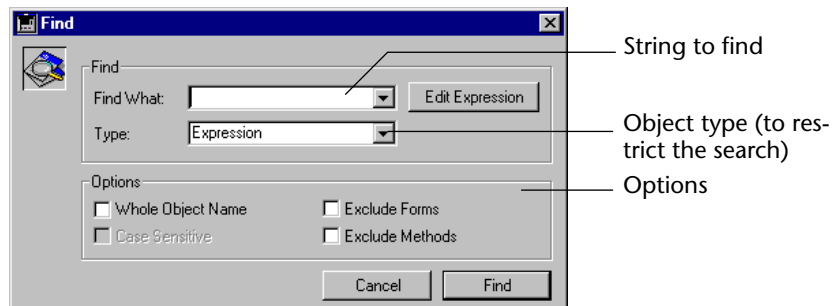 Find
String to find
Find
Find What:
Edit Expression
Type:
Expression
Object type (to res-
trict the search)
Options
Options
Whole Object Name
Exclude Forms
Case Sensitive
Exclude Methods
Cancel
Find